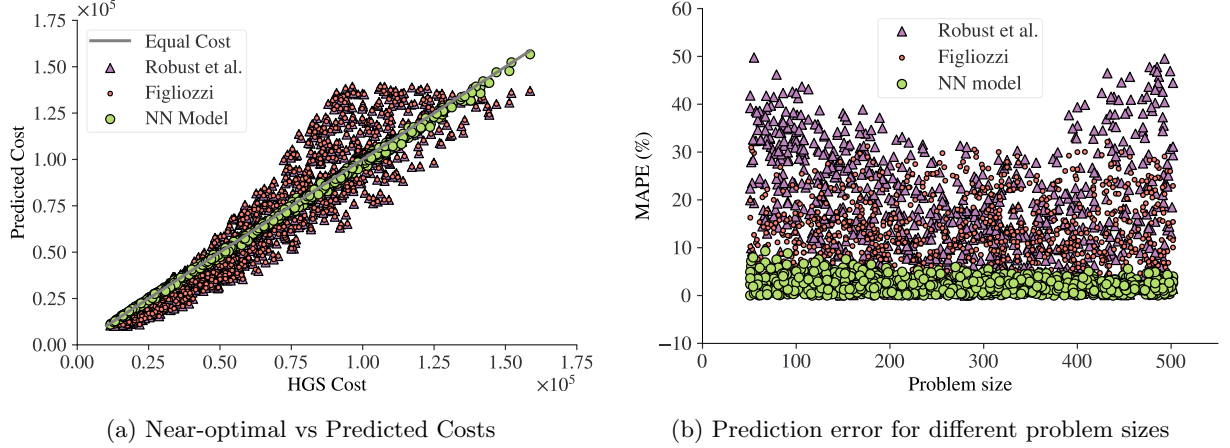 ×10⁵
1.75
1.50
1.25
1.00
0.75
0.50
0.25
0.00
Predicted Cost
Equal Cost
Robust et al.
Figliozzi
NN Model
0.00 0.25 0.50 0.75 1.00 1.25 1.50 1.75
HGS Cost
×10⁵
(a) Near-optimal vs Predicted Costs
60
50
40
30
20
10
0
−10
MAPE (%)
Robust et al.
Figliozzi
NN model
0 100 200 300 400 500
Problem size
(b) Prediction error for different problem sizes